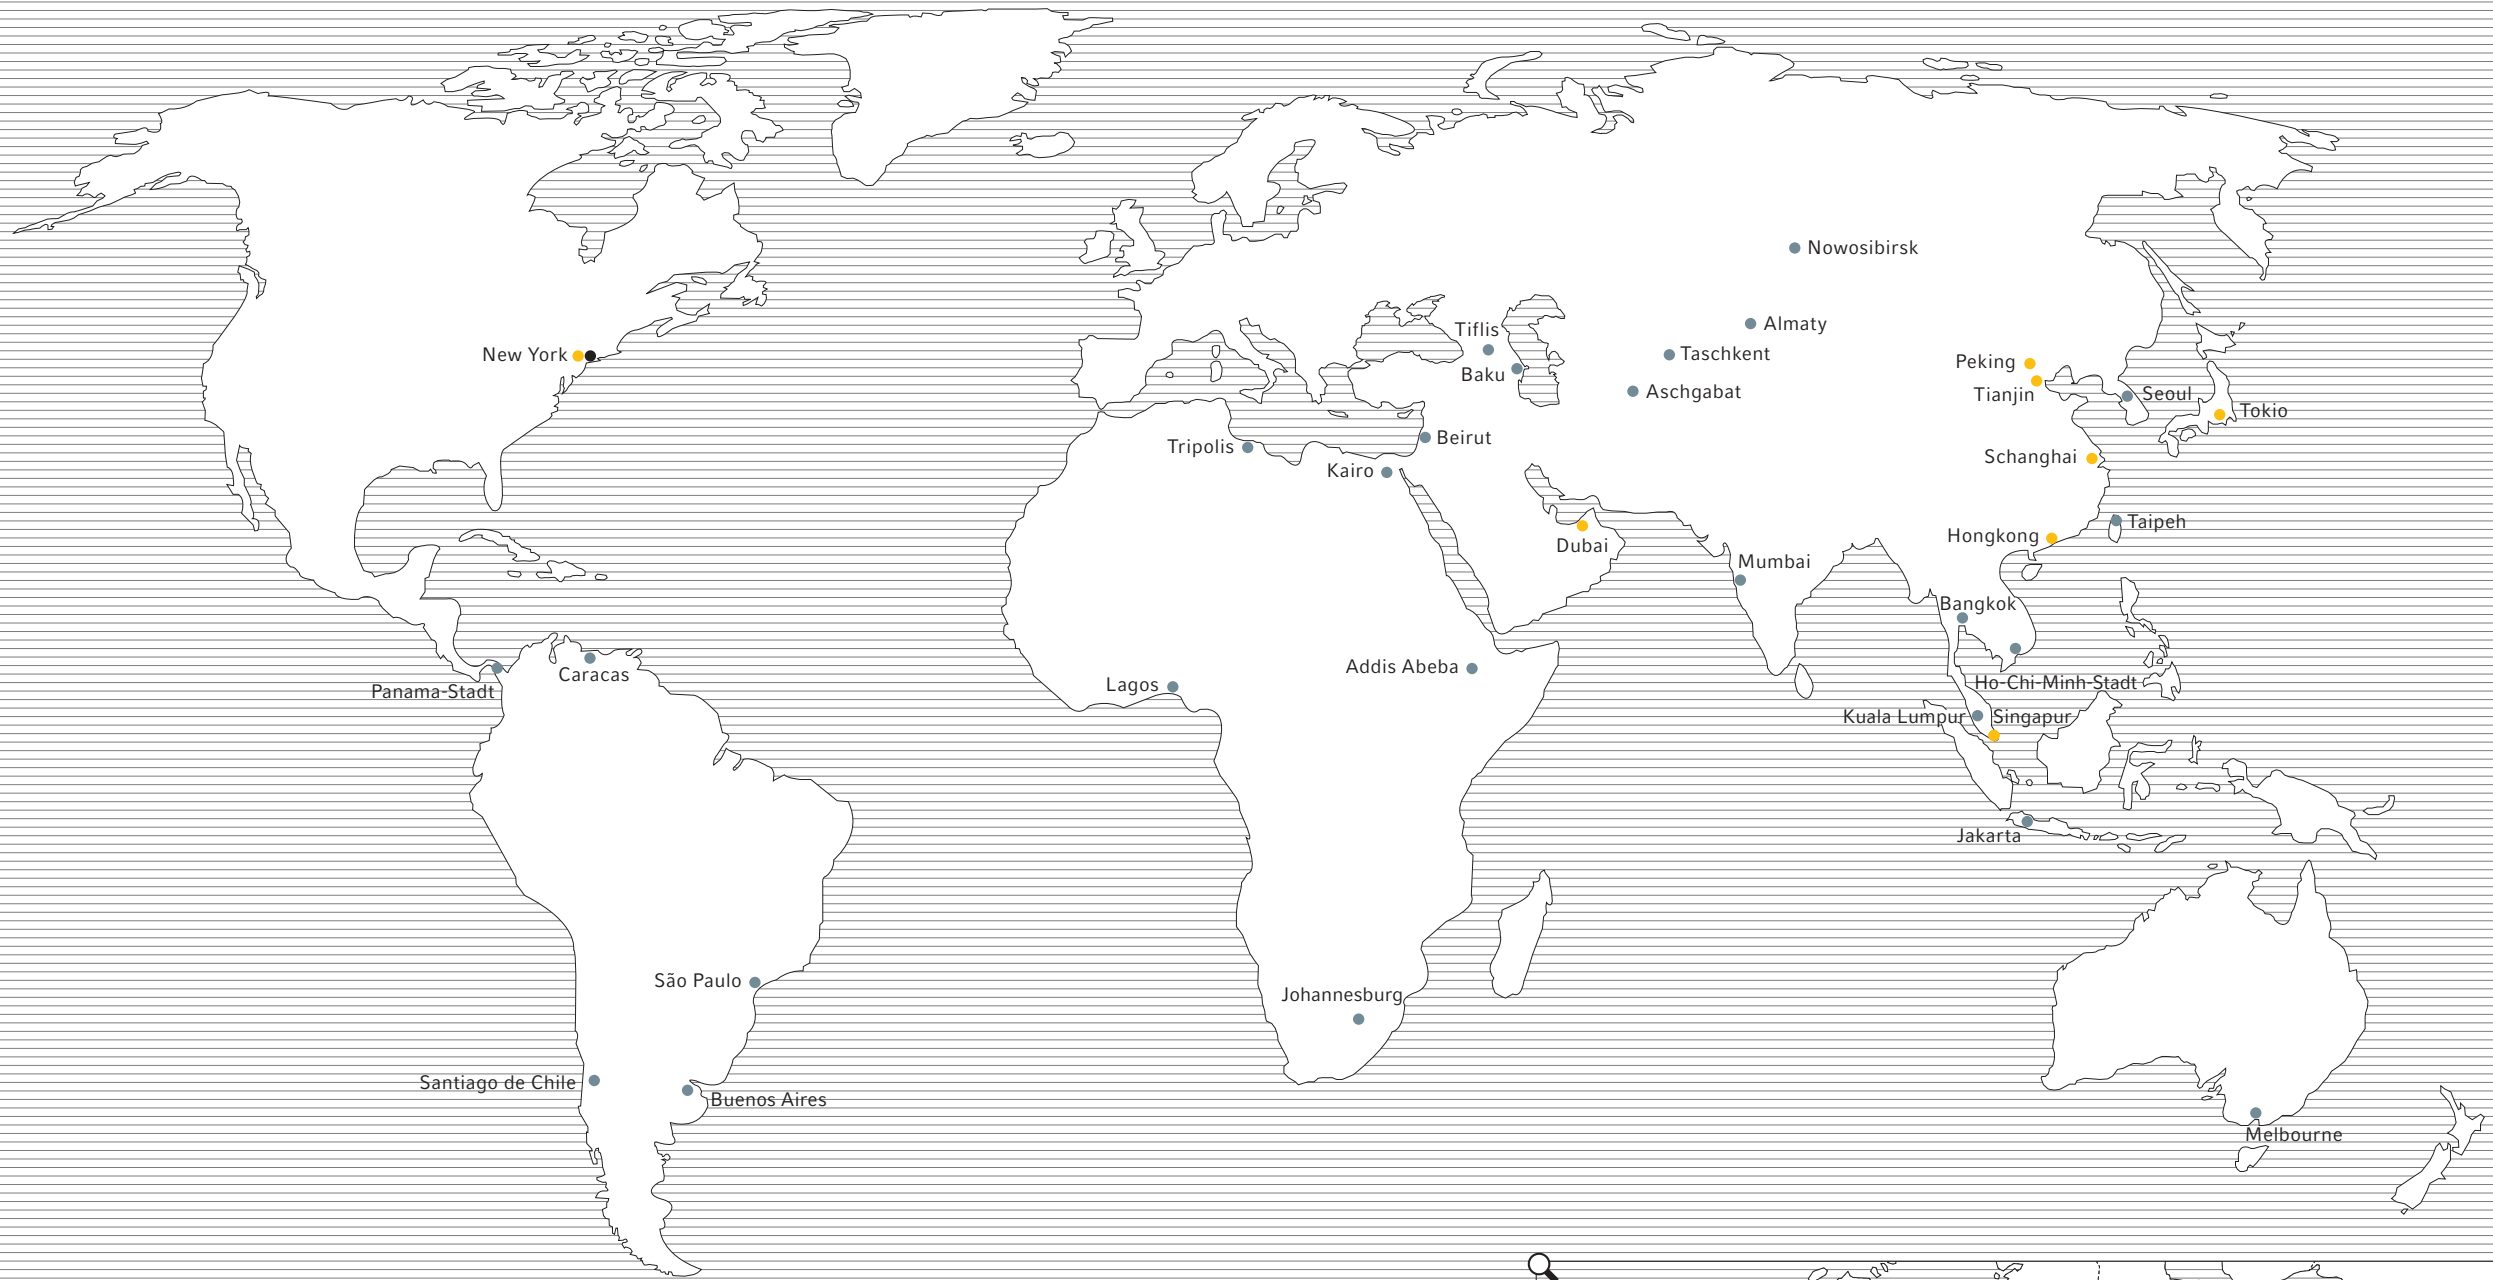 Nowosibirsk
Almaty
Tiflis
Taschkent
New York
Peking
Baku
Aschgabat
Tianjin
Seoul
Tokio
Beirut
Tripolis
Schanghai
Kairo
Taipeh
Hongkong
Dubai
Mumbai
Bangkok
Addis Abeba
Caracas
Ho-Chi-Minh-Stadt
Lagos
Panama-Stadt
Kuala Lumpur
Singapur
Jakarta
São Paulo
Johannesburg
Santiago de Chile
Buenos Aires
Melbourne